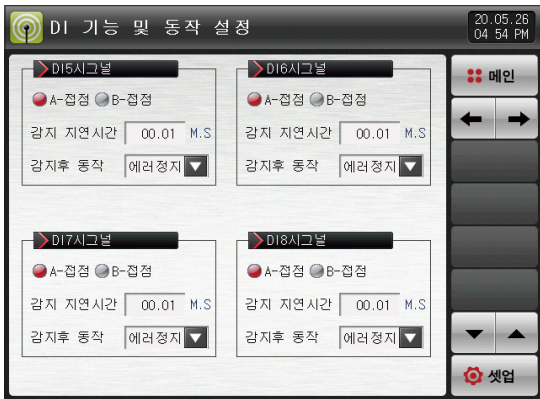 DI 기능 및 동작 설정
20.05.26
04 54 PM
DI5시그널
A-접점 B-접점
감지 지연시간 00.01 M.S
감지후 동작 에러정지
DI6시그널
A-접점 B-접점
감지 지연시간 00.01 M.S
감지후 동작 에러정지
DI7시그널
A-접점 B-접점
감지 지연시간 00.01 M.S
감지후 동작 에러정지
DI8시그널
A-접점 B-접점
감지 지연시간 00.01 M.S
감지후 동작 에러정지
메인
셋업